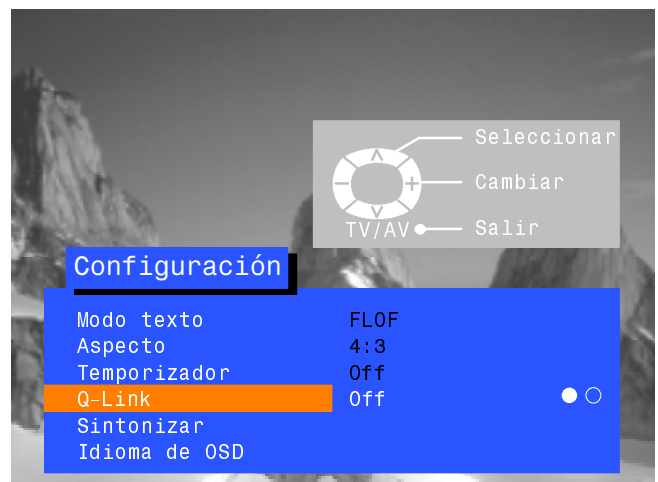 Seleccionar
Cambiar
TV/AV Salir
Configuración
Modo texto FLOF
Aspecto 4:3
Temporizador Off
Q-Link Off
Sintonizar
Idioma de OSD